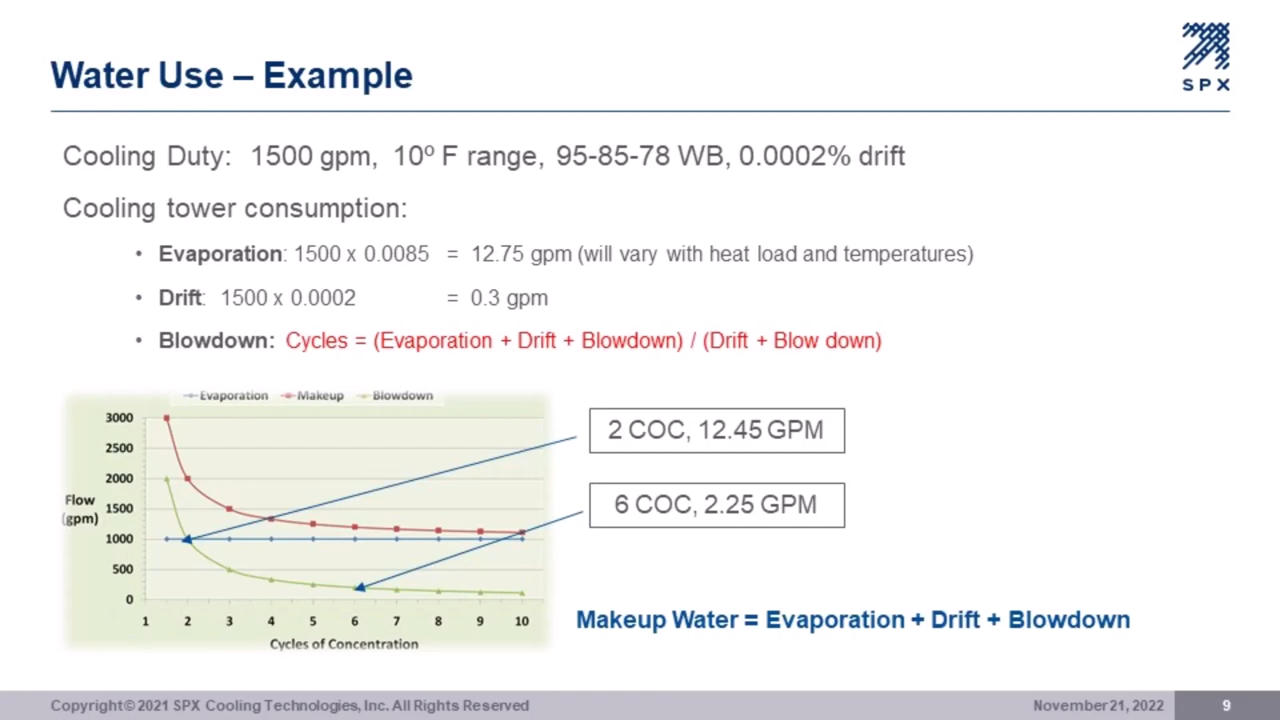 Water Use – Example
SPX
Cooling Duty: 1500 gpm, 10º F range, 95-85-78 WB, 0.0002% drift
Cooling tower consumption:
• Evaporation: 1500 x 0.0085 = 12.75 gpm (will vary with heat load and temperatures)
• Drift: 1500 x 0.0002 = 0.3 gpm
• Blowdown: Cycles = (Evaporation + Drift + Blowdown) / (Drift + Blow down)
Evaporation Makeup Blowdown
3000
2500
2000
1500
1000
500
0
Flow
(gpm)
1 2 3 4 5 6 7 8 9 10
Cycles of Concentration
2 COC, 12.45 GPM
6 COC, 2.25 GPM
Makeup Water = Evaporation + Drift + Blowdown
Copyright© 2021 SPX Cooling Technologies, Inc. All Rights Reserved
November 21, 2022
9